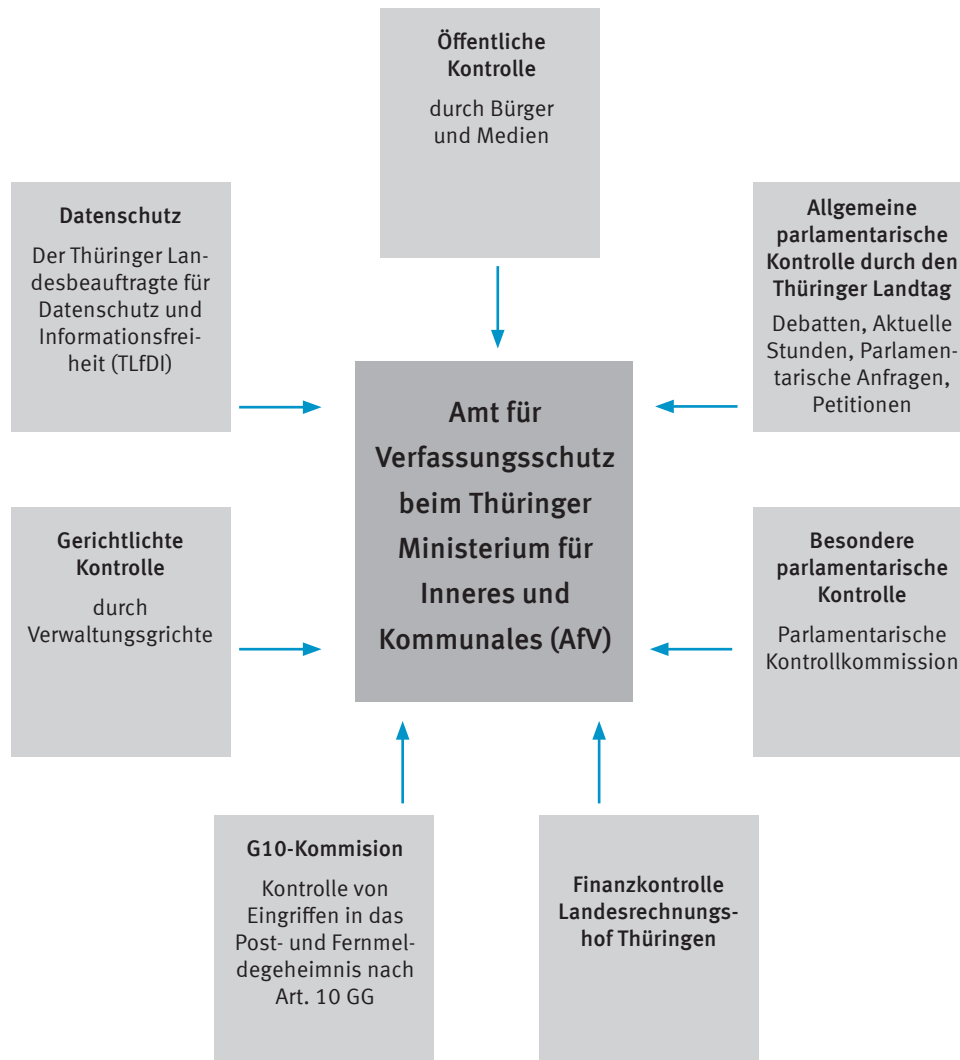 Öffentliche
Kontrolle
durch Bürger
und Medien
Datenschutz
Der Thüringer Lan-
desbeauftragte für
Datenschutz und
Informationsfrei-
heit (TLfDI)
Allgemeine
parlamentarische
Kontrolle durch den
Thüringer Landtag
Debatten, Aktuelle
Stunden, Parlamen-
tarische Anfragen,
Petitionen
Amt für
Verfassungsschutz
beim Thüringer
Ministerium für
Inneres und
Kommunales (AfV)
Gerichtlichte
Kontrolle
durch
Verwaltungsgrichte
Besondere
parlamentarische
Kontrolle
Parlamentarische
Kontrollkommission
G10-Kommision
Kontrolle von
Eingriffen in das
Post- und Fernmel-
degeheimnis nach
Art. 10 GG
Finanzkontrolle
Landesrechnungs-
hof Thüringen